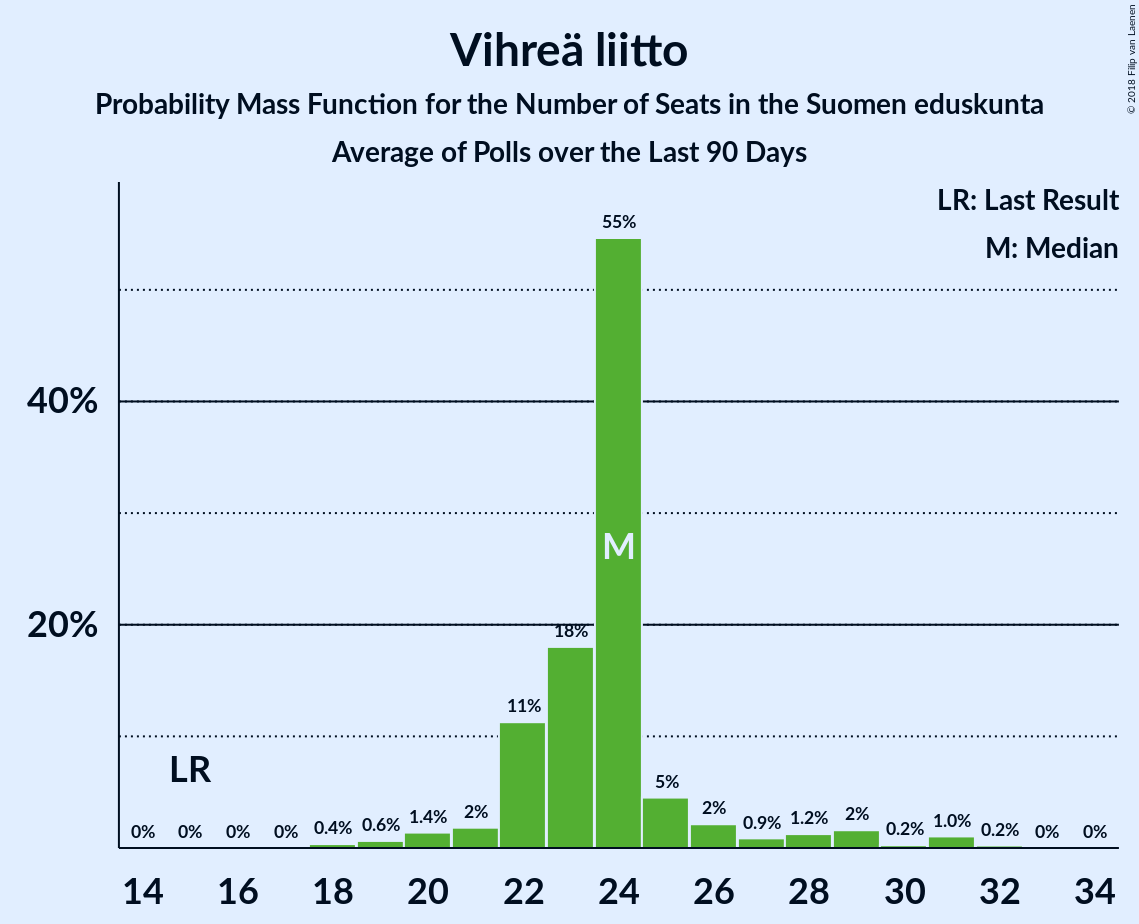 Vihreä liitto
Probability Mass Function for the Number of Seats in the Suomen eduskunta
Average of Polls over the Last 90 Days
© 2018 Filip van Laenen
LR: Last Result
M: Median
55%
40%
M
20%
18%
11%
LR
0% 0% 0% 0% 0.4% 0.6% 1.4% 2% 5% 2% 0.9% 1.2% 2% 0.2% 1.0% 0.2% 0% 0%
14 16 18 20 22 24 26 28 30 32 34